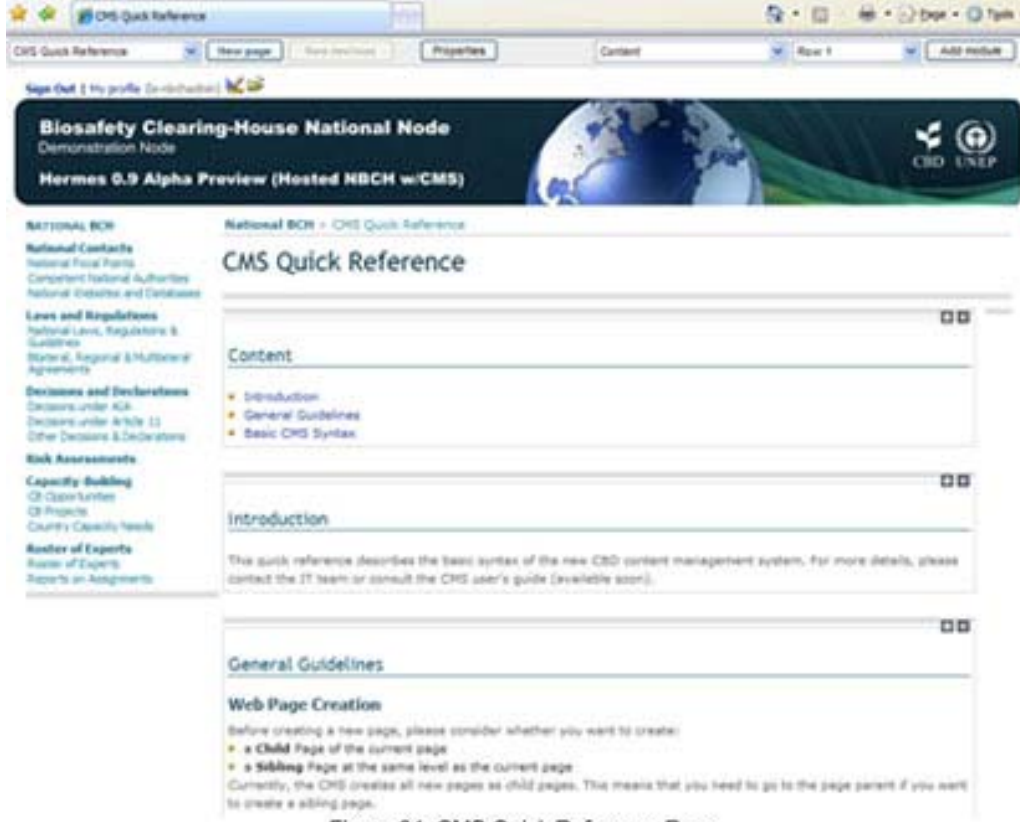 CMS Quick Reference
Page
Tools
CMS Quick Reference
New page
Properties
Content
Row 1
Add module
Sign Out | My profile
Biosafety Clearing-House National Node
Demonstration Node
Hermes 0.9 Alpha Preview (Hosted NBCH w/CMS)
CBD UNEP
NATIONAL BCH
National Contacts
National Focal Points
Competent National Authorities
National Websites and Databases
Laws and Regulations
National Laws, Regulations &
Guidelines
Bilateral, Regional & Multilateral
Agreements
Decisions and Declarations
Decisions under AIA
Decisions under Article 11
Other Decisions & Declarations
Risk Assessments
Capacity-Building
CB Opportunities
CB Projects
Country Capacity Needs
Roster of Experts
Roster of Experts
Reports on Assignments
National BCH > CMS Quick Reference
CMS Quick Reference
Content
Introduction
General Guidelines
Basic CMS Syntax
Introduction
This quick reference describes the basic syntax of the new CBD content management system. For more details, please
contact the IT team or consult the CMS user's guide (available soon).
General Guidelines
Web Page Creation
Before creating a new page, please consider whether you want to create:
a Child Page of the current page
a Sibling Page at the same level as the current page
Currently, the CMS creates all new pages as child pages. This means that you need to go to the page parent if you want
to create a sibling page.